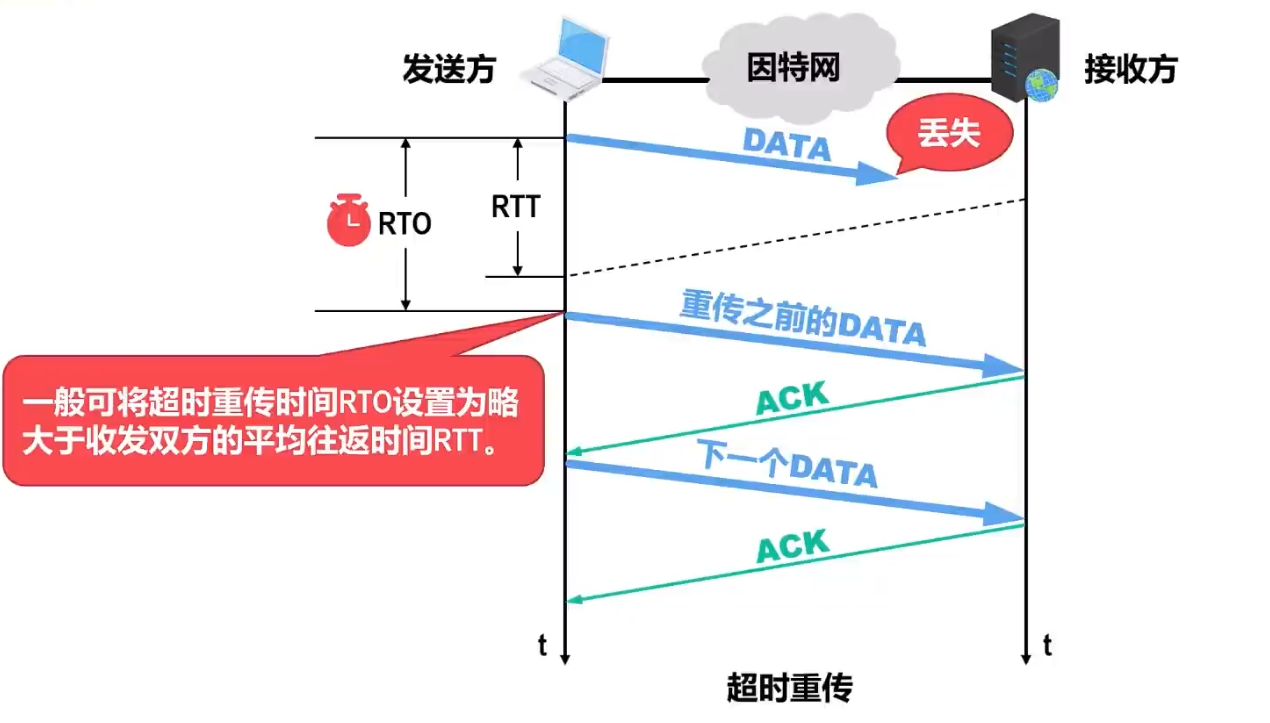 发送方
因特网
接收方
丢失
DATA
RTT
RTO
重传之前的DATA
一般可将超时重传时间RTO设置为略
大于收发双方的平均往返时间RTT。
ACK
下一个DATA
ACK
t
t
超时重传